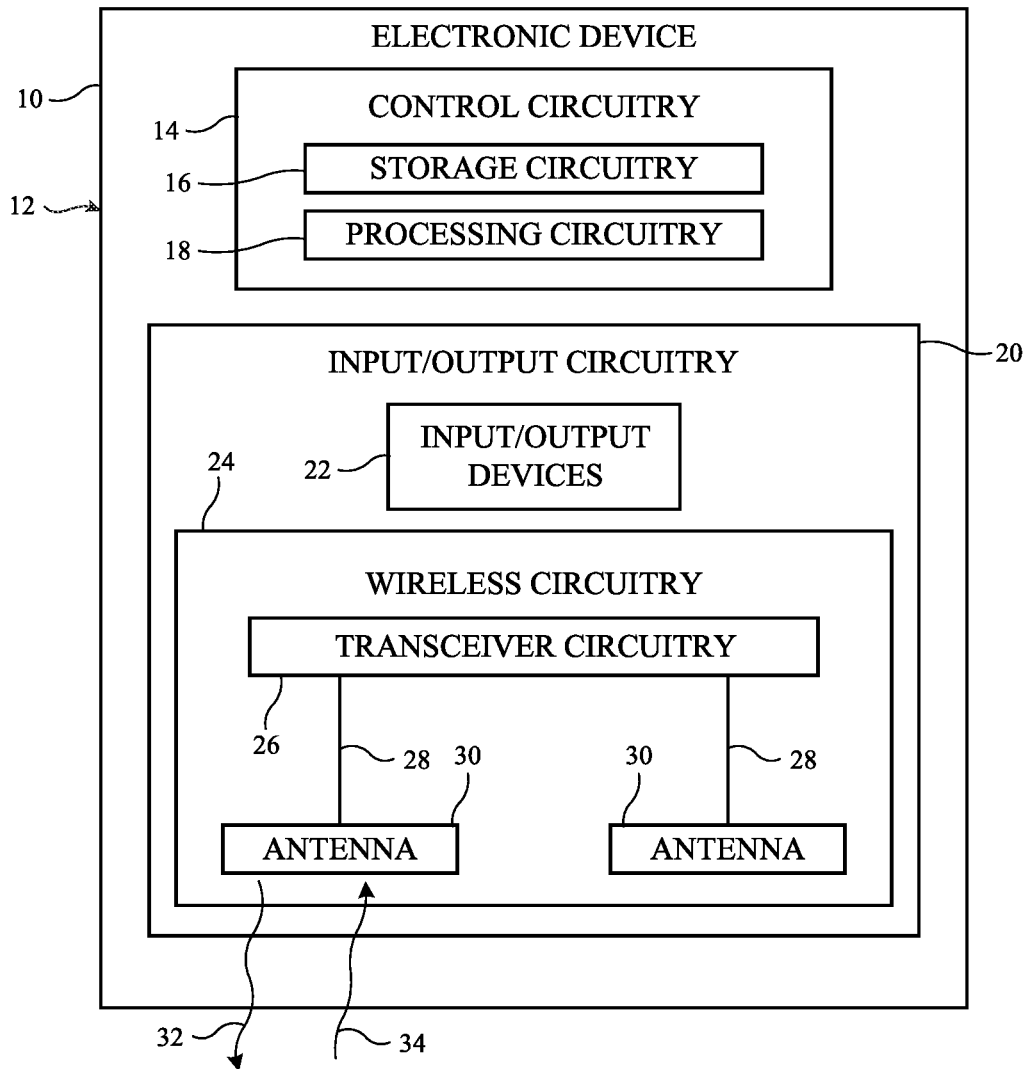 ELECTRONIC DEVICE
10
CONTROL CIRCUITRY
14
STORAGE CIRCUITRY
16
12
PROCESSING CIRCUITRY
18
INPUT/OUTPUT CIRCUITRY
20
INPUT/OUTPUT
DEVICES
22
24
WIRELESS CIRCUITRY
TRANSCEIVER CIRCUITRY
26
28
30
30
28
ANTENNA
ANTENNA
32
34